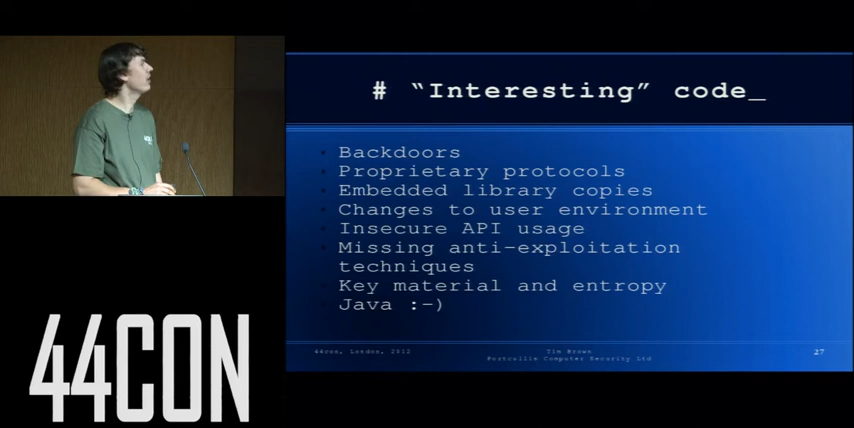 # “Interesting” code_
Backdoors
Proprietary protocols
Embedded library copies
Changes to user environment
Insecure API usage
Missing anti-exploitation
techniques
Key material and entropy
Java :-)
44con, London, 2012
Tim Brown
Portcullis Computer Security Ltd
27
44CON